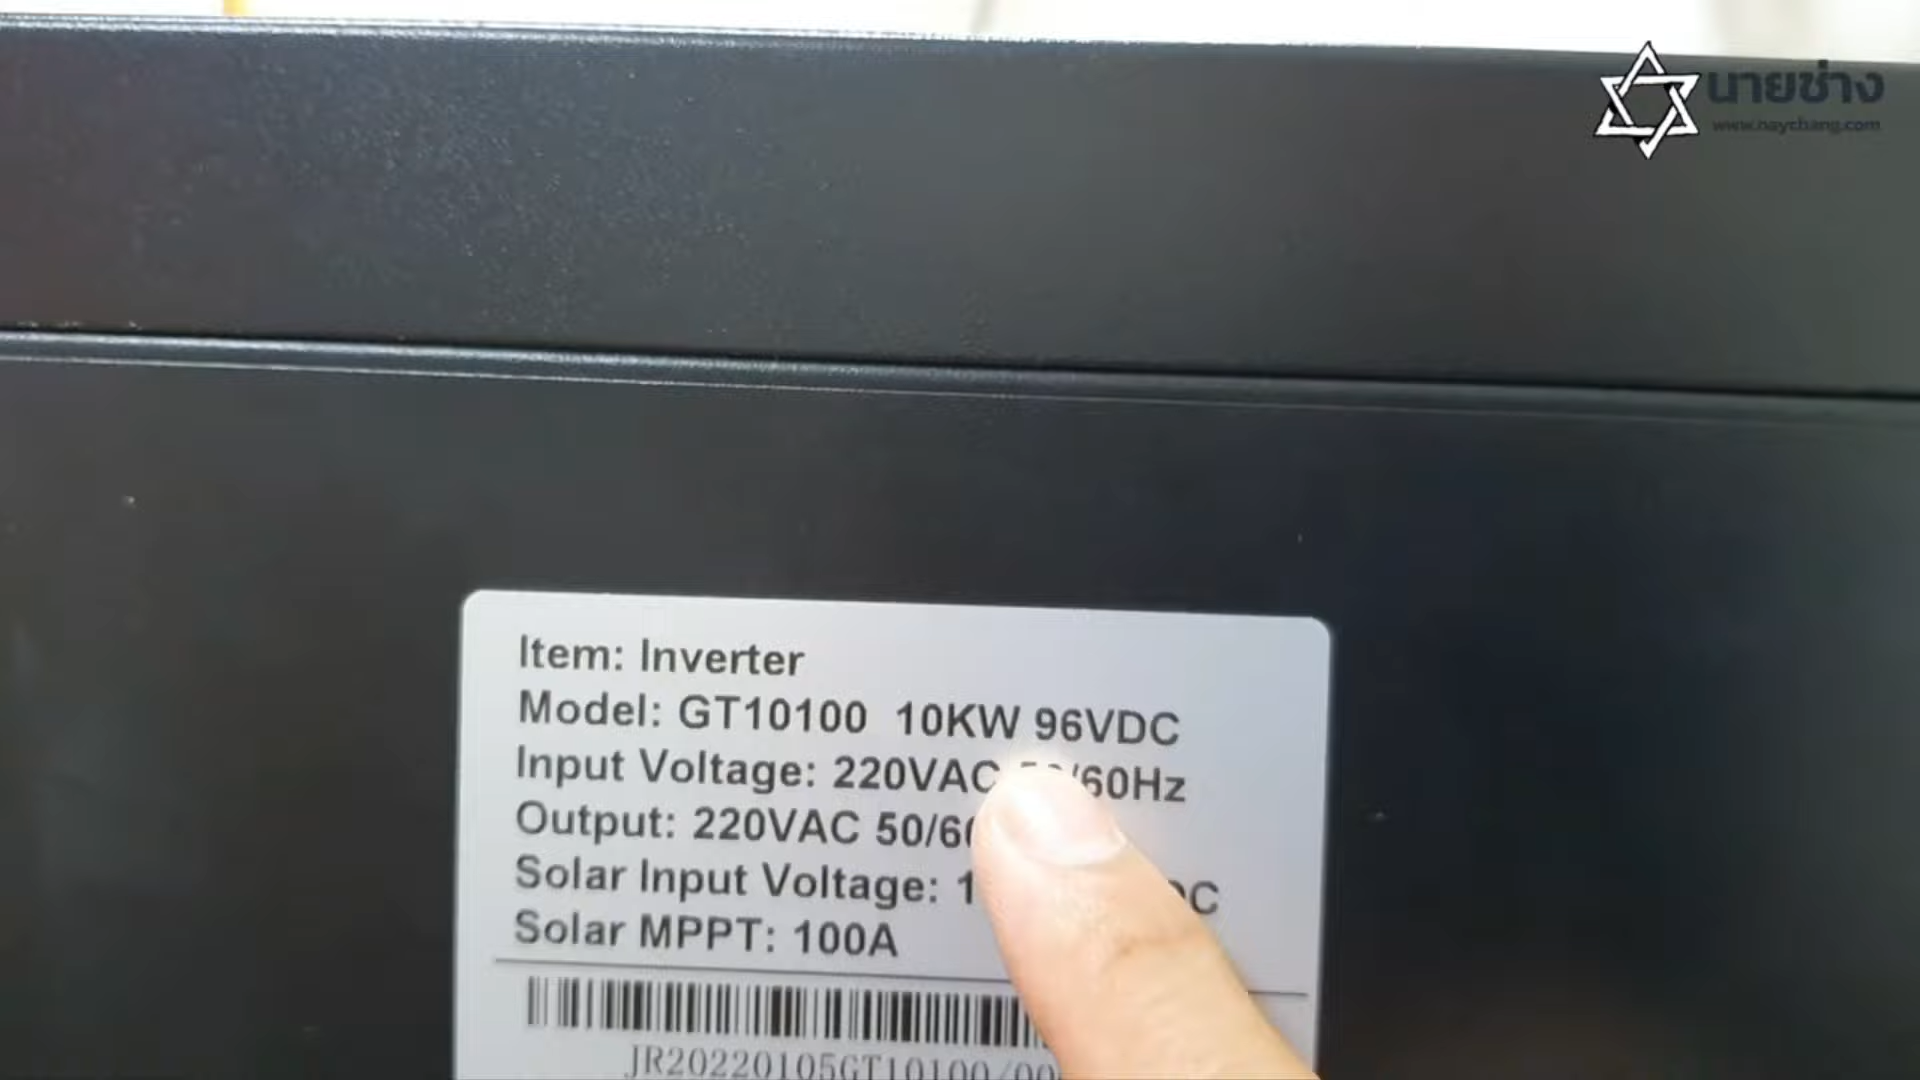 นายช่าง
www.naychang.com
Item: Inverter
Model: GT10100 10KW 96VDC
Input Voltage: 220VAC /60Hz
Output: 220VAC 50/60
Solar Input Voltage: 1 DC
Solar MPPT: 100A
JR20220105GT10100/00